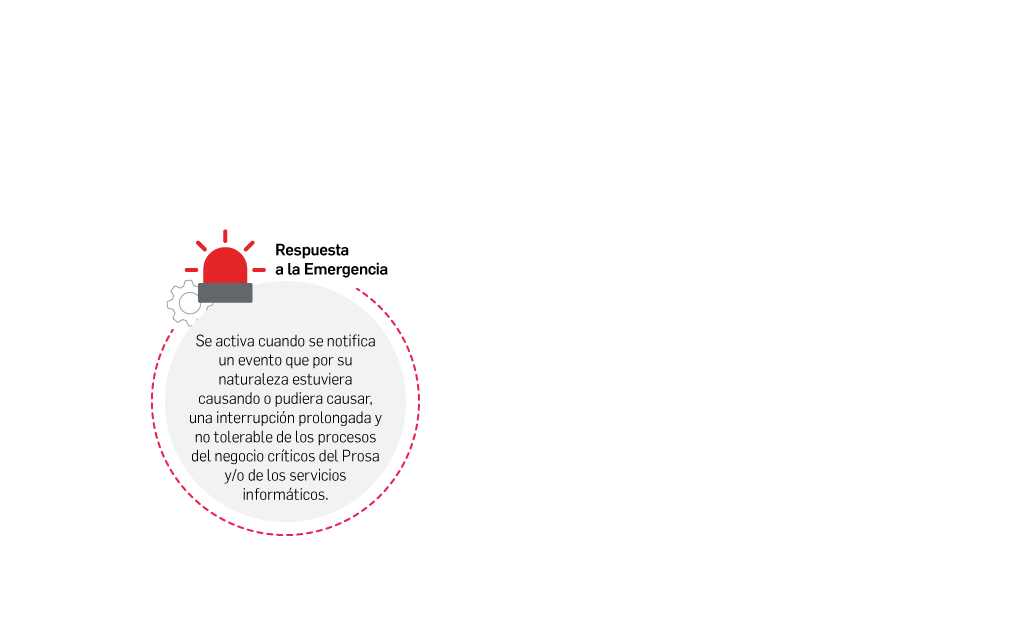 Respuesta
a la Emergencia
Se activa cuando se notifica
un evento que por su
naturaleza estuviera
causando o pudiera causar,
una interrupción prolongada y
no tolerable de los procesos
del negocio críticos del Prosa
y/o de los servicios
informáticos.